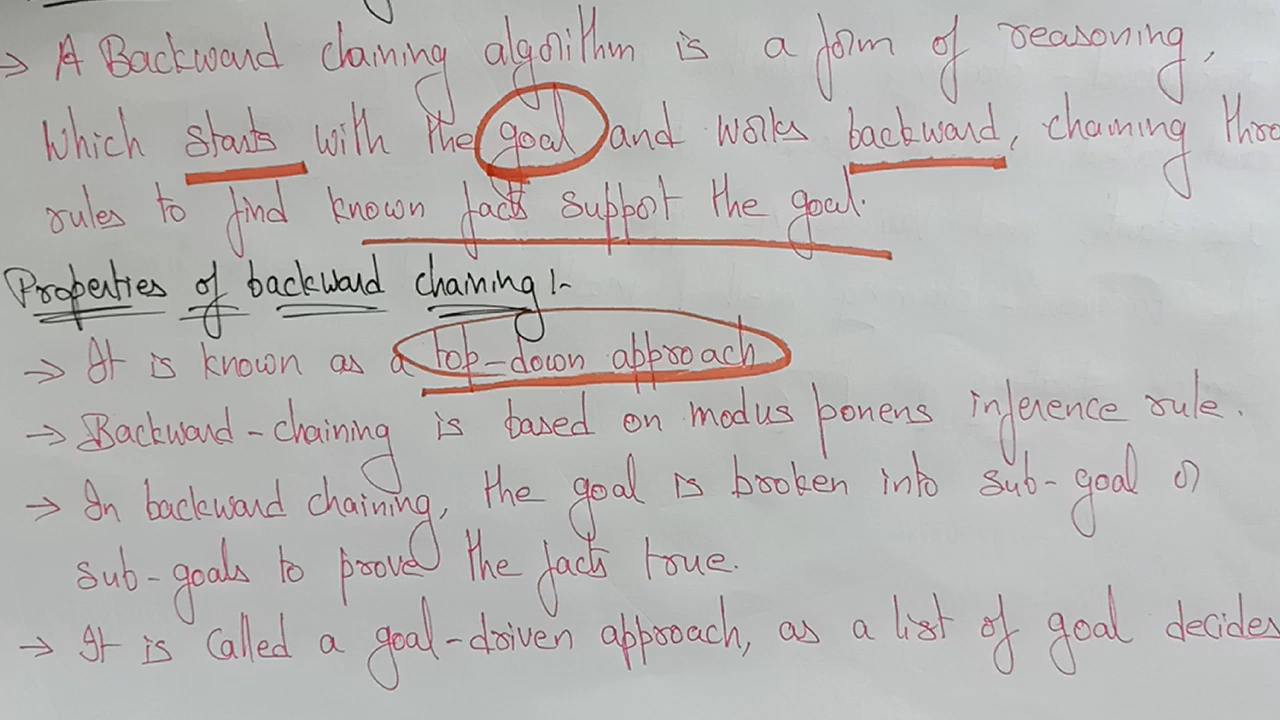 → A Backward chaining algorithm is a form of reasoning,
Which starts with the goal and works backward, chaining thro
rules to find known facts support the goal.
Properties of backward chaining :-
→ It is known as a top-down approach
→ Backward-chaining is based on modus ponens inference rule.
→ In backward chaining, the goal is broken into sub-goal or
sub-goals to prove the facts true.
→ It is called a goal-driven approach, as a list of goal decides